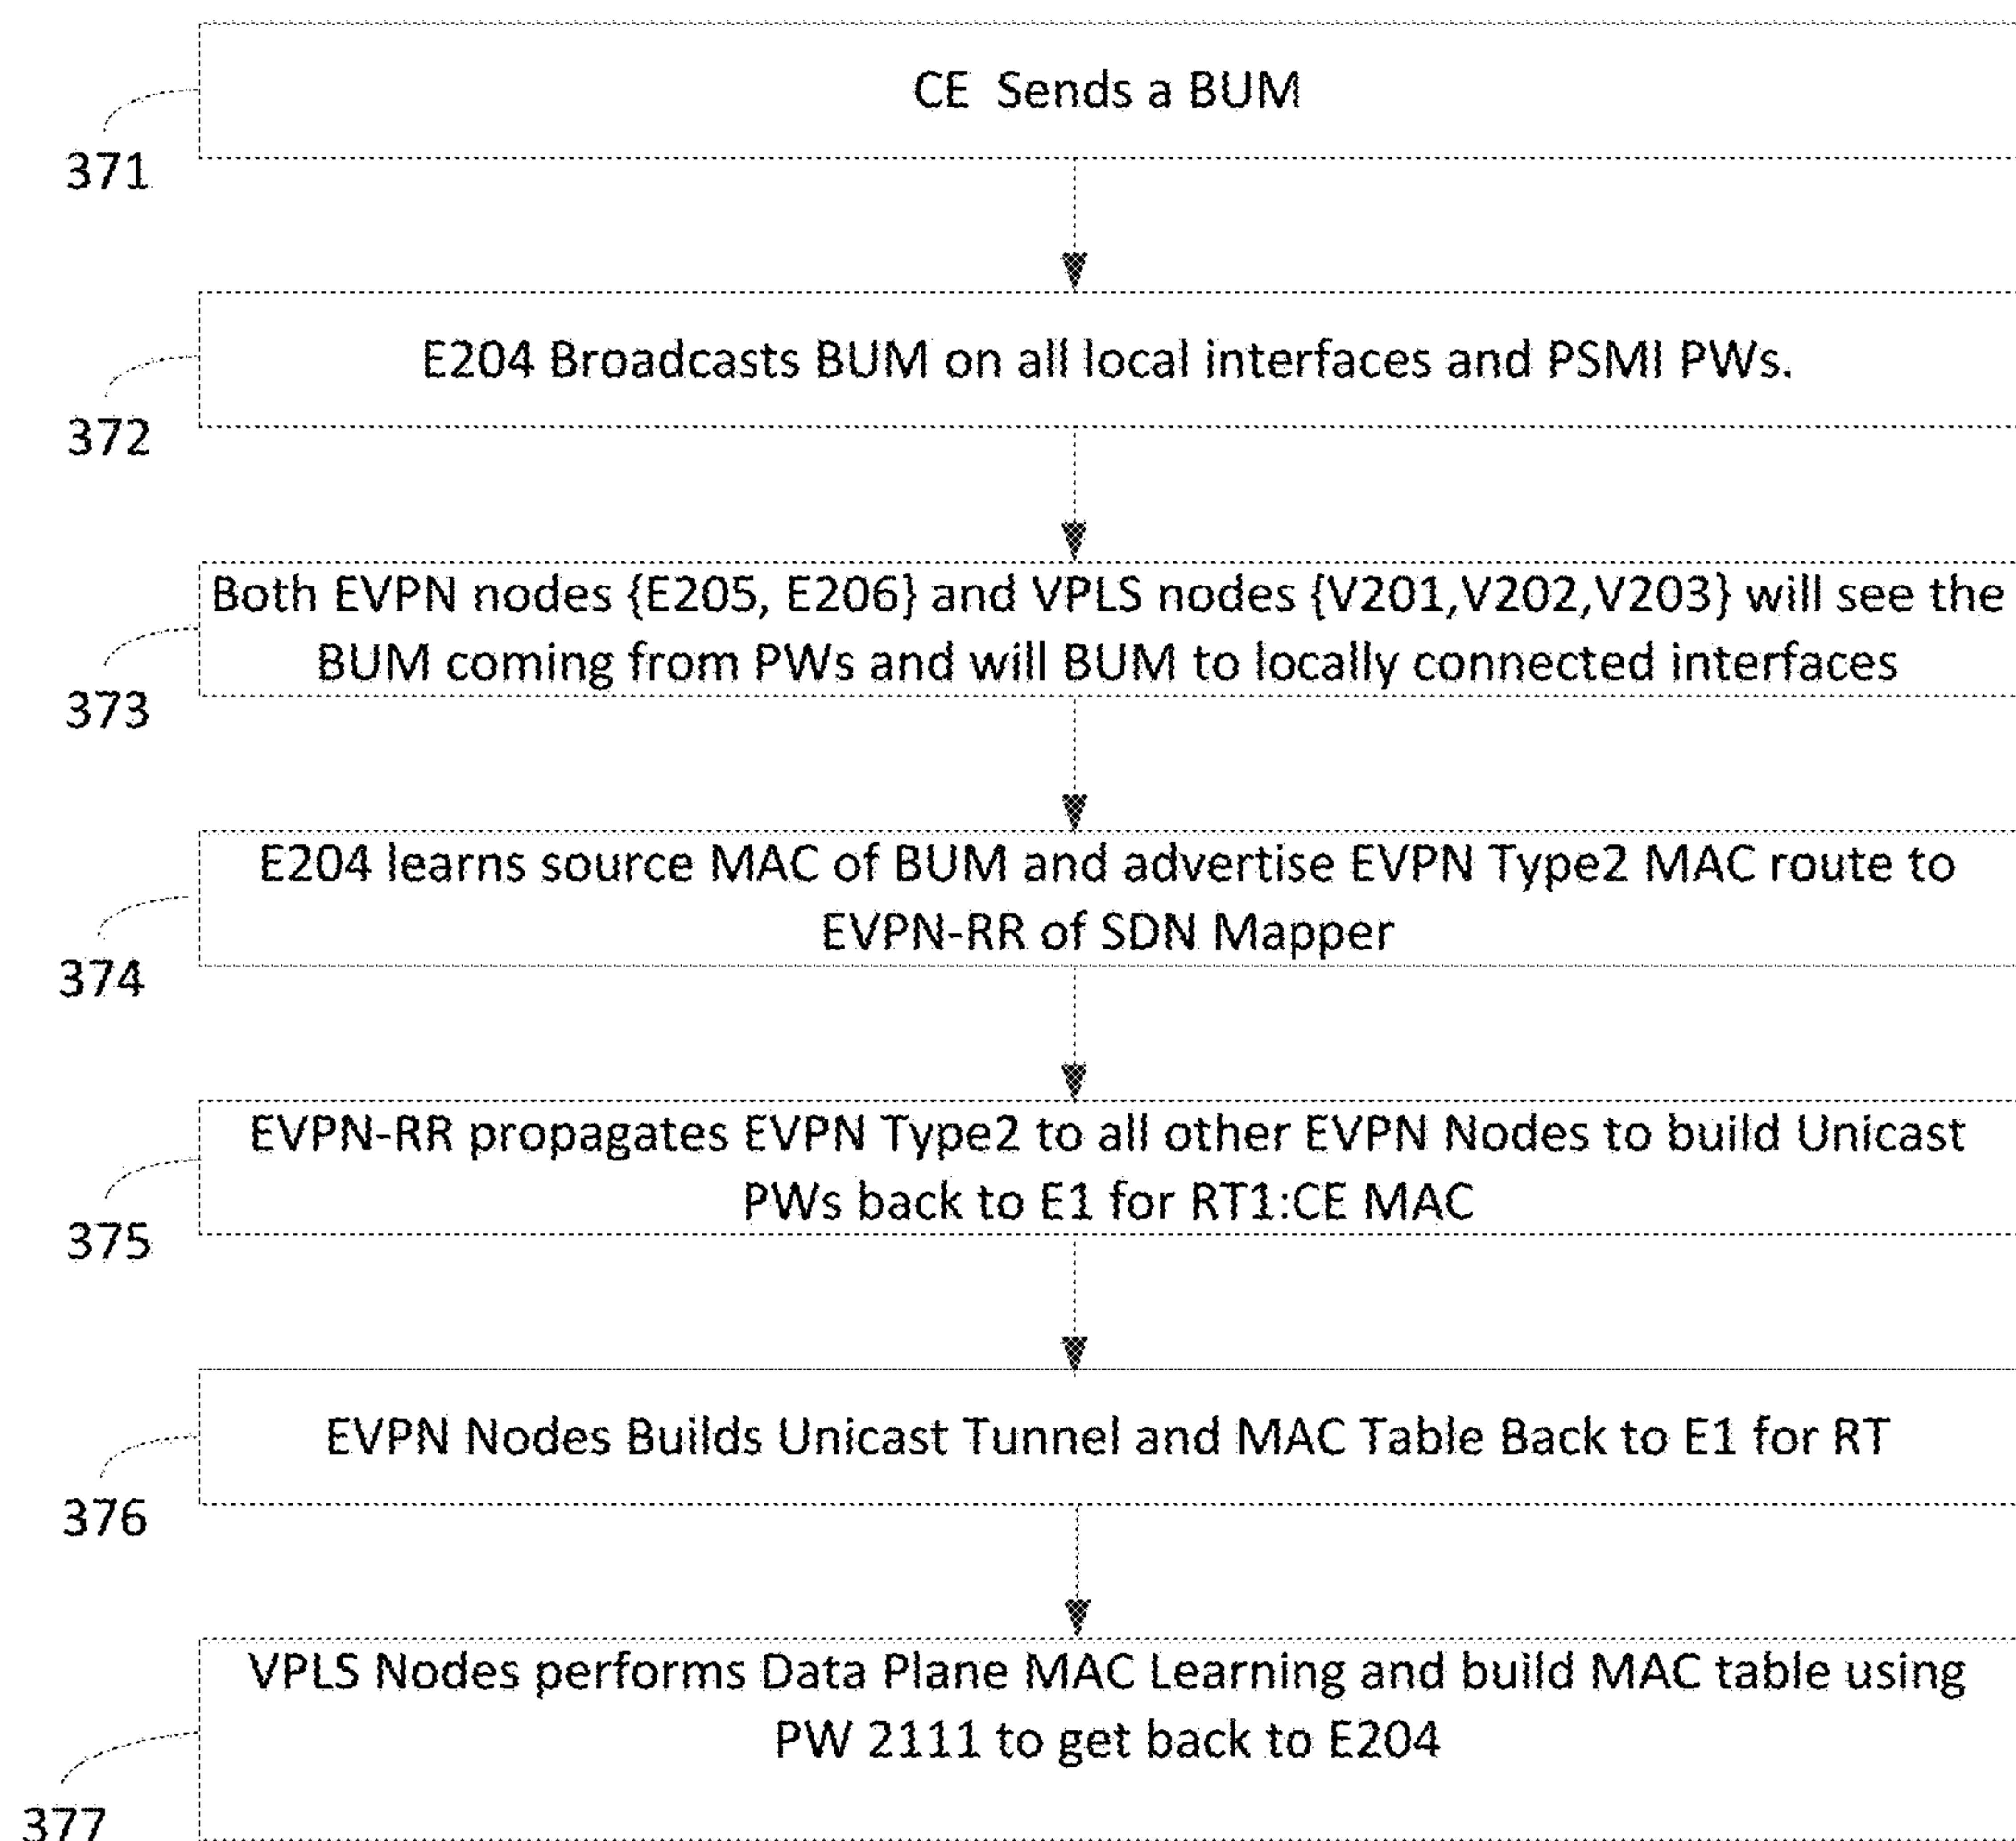 CE Sends a BUM
371
E204 Broadcasts BUM on all local interfaces and PSMI PWs.
372
Both EVPN nodes {E205, E206} and VPLS nodes {V201,V202,V203} will see the
BUM coming from PWs and will BUM to locally connected interfaces
373
E204 learns source MAC of BUM and advertise EVPN Type2 MAC route to
EVPN-RR of SDN Mapper
374
EVPN-RR propagates EVPN Type2 to all other EVPN Nodes to build Unicast
PWs back to E1 for RT1:CE MAC
375
EVPN Nodes Builds Unicast Tunnel and MAC Table Back to E1 for RT
376
VPLS Nodes performs Data Plane MAC Learning and build MAC table using
PW 2111 to get back to E204
377